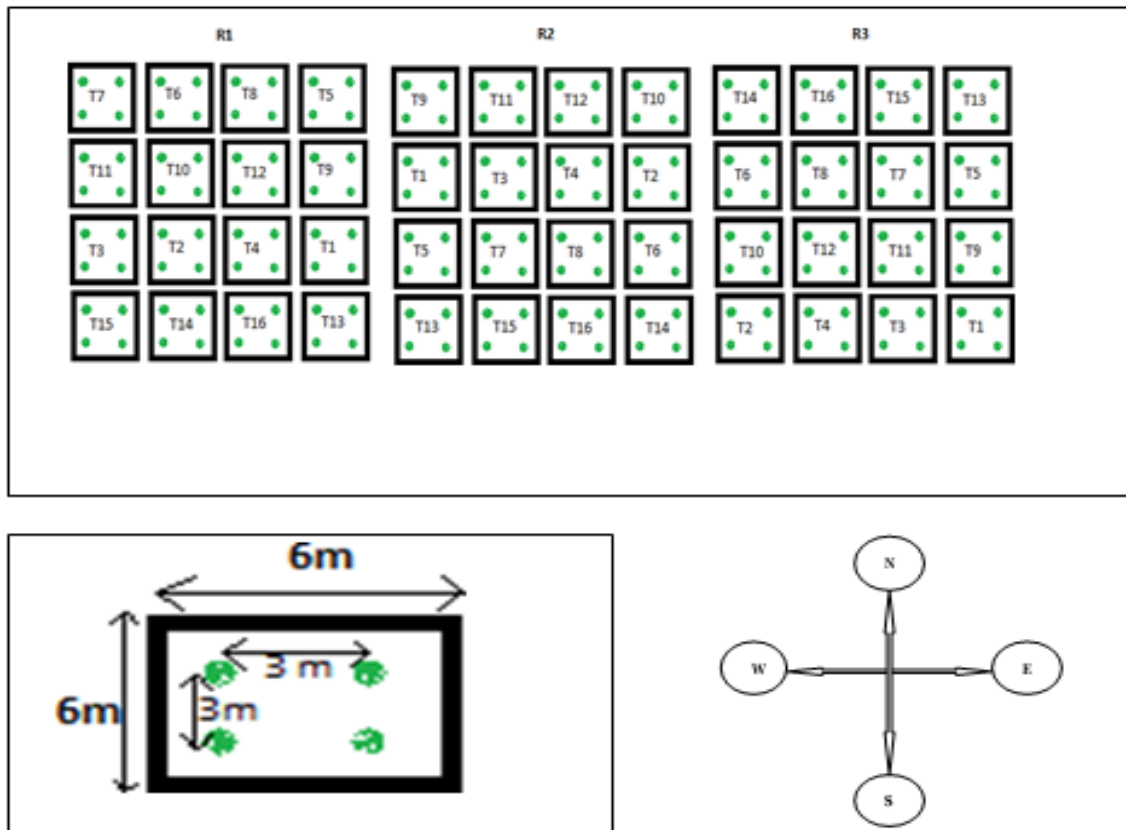 R1 R2 R3
T7 T6 T8 T5 T9 T11 T12 T10 T14 T16 T15 T13
T11 T10 T12 T9 T1 T3 T4 T2 T6 T8 T7 T5
T3 T2 T4 T1 T5 T7 T8 T6 T10 T12 T11 T9
T15 T14 T16 T13 T13 T15 T16 T14 T2 T4 T3 T1
6m
3 m
6m
3m
N
W E
S